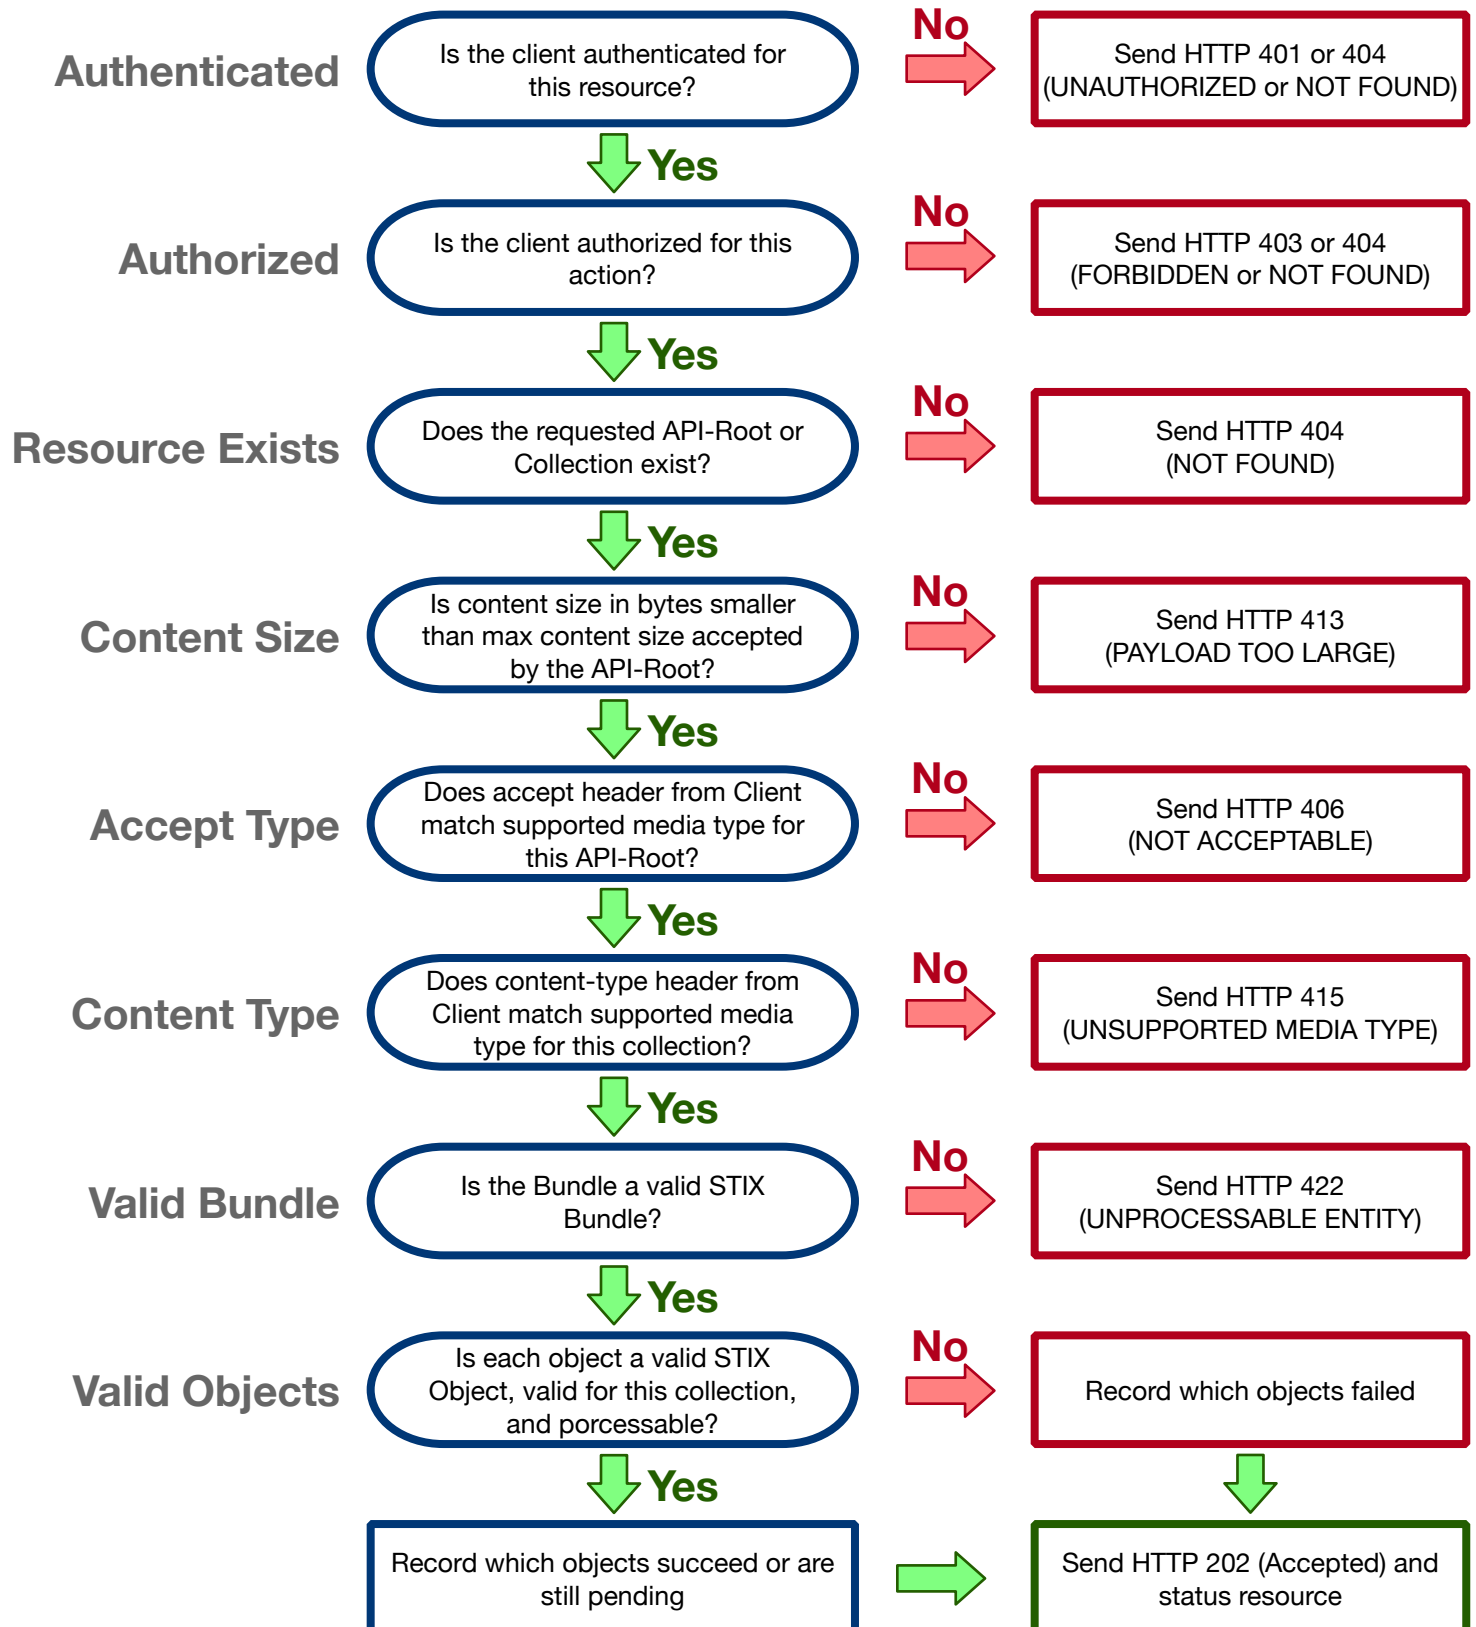 Authenticated
Is the client authenticated for
this resource?
No
Send HTTP 401 or 404
(UNAUTHORIZED or NOT FOUND)
Yes
Authorized
Is the client authorized for this
action?
No
Send HTTP 403 or 404
(FORBIDDEN or NOT FOUND)
Yes
Resource Exists
Does the requested API-Root or
Collection exist?
No
Send HTTP 404
(NOT FOUND)
Yes
Content Size
Is content size in bytes smaller
than max content size accepted
by the API-Root?
No
Send HTTP 413
(PAYLOAD TOO LARGE)
Yes
Accept Type
Does accept header from Client
match supported media type for
this API-Root?
No
Send HTTP 406
(NOT ACCEPTABLE)
Yes
Content Type
Does content-type header from
Client match supported media
type for this collection?
No
Send HTTP 415
(UNSUPPORTED MEDIA TYPE)
Yes
Valid Bundle
Is the Bundle a valid STIX
Bundle?
No
Send HTTP 422
(UNPROCESSABLE ENTITY)
Yes
Valid Objects
Is each object a valid STIX
Object, valid for this collection,
and porcessable?
No
Record which objects failed
Yes
Record which objects succeed or are
still pending
Send HTTP 202 (Accepted) and
status resource